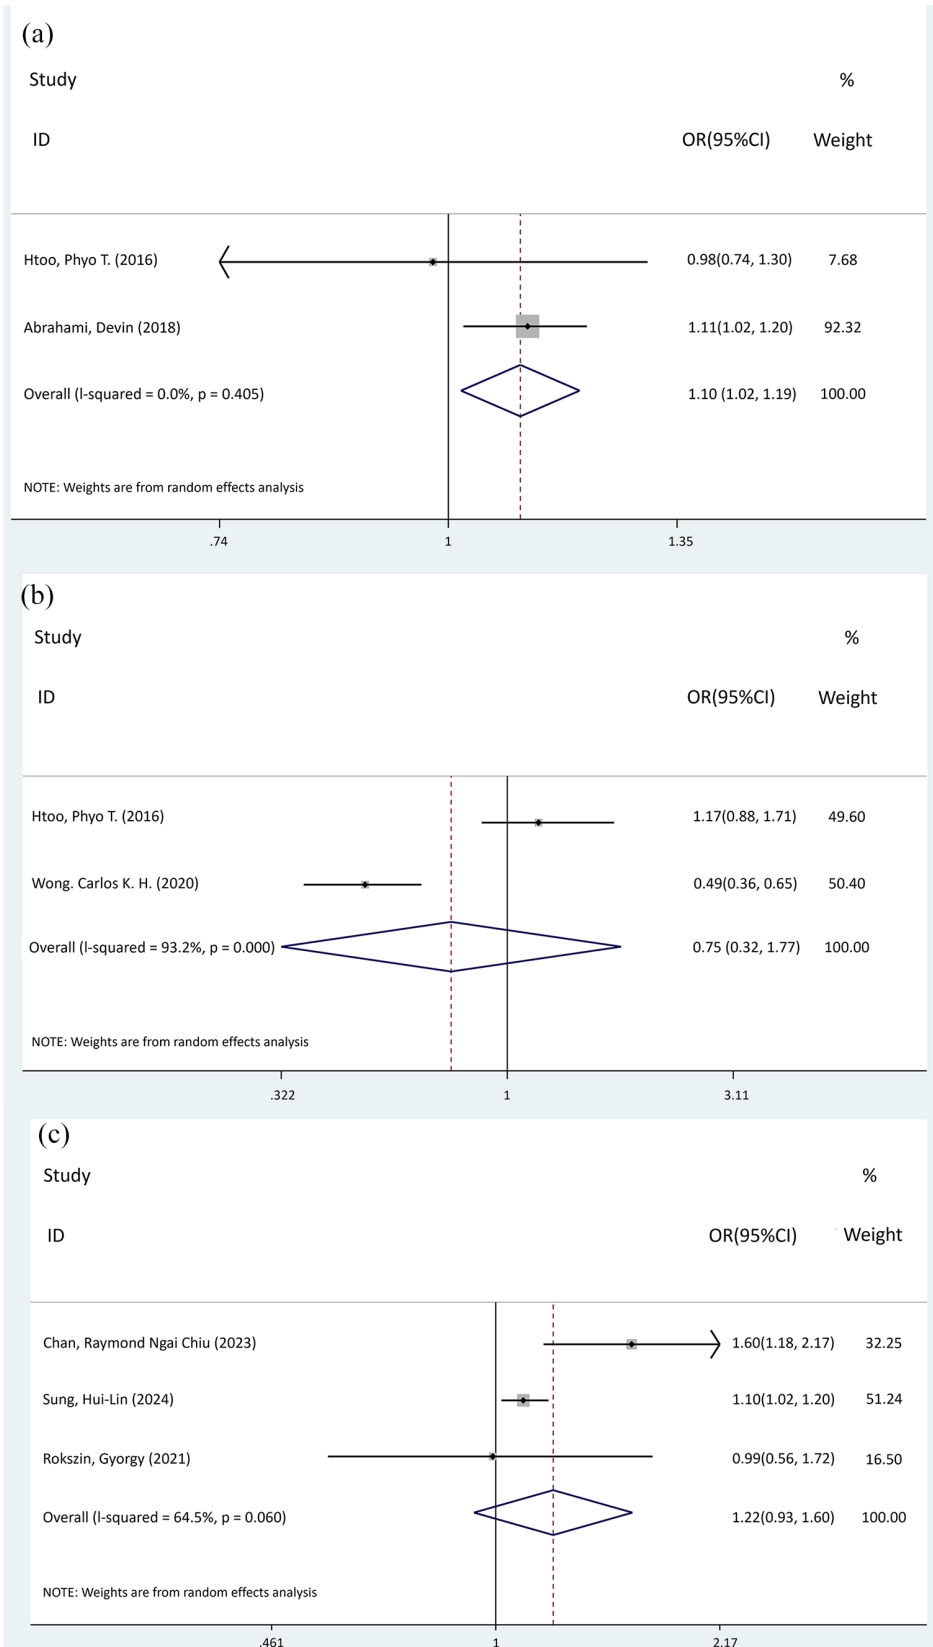 (a)
Study %
ID OR(95%CI) Weight
Htoo, Phyo T. (2016) 0.98(0.74, 1.30) 7.68
Abrahami, Devin (2018) 1.11(1.02, 1.20) 92.32
Overall (l-squared = 0.0%, p = 0.405) 1.10 (1.02, 1.19) 100.00
NOTE: Weights are from random effects analysis
.74 1 1.35
(b)
Study %
ID OR(95%CI) Weight
Htoo, Phyo T. (2016) 1.17(0.88, 1.71) 49.60
Wong. Carlos K. H. (2020) 0.49(0.36, 0.65) 50.40
Overall (l-squared = 93.2%, p = 0.000) 0.75 (0.32, 1.77) 100.00
NOTE: Weights are from random effects analysis
.322 1 3.11
(c)
Study %
ID OR(95%CI) Weight
Chan, Raymond Ngai Chiu (2023) 1.60(1.18, 2.17) 32.25
Sung, Hui-Lin (2024) 1.10(1.02, 1.20) 51.24
Rokszin, Gyorgy (2021) 0.99(0.56, 1.72) 16.50
Overall (l-squared = 64.5%, p = 0.060) 1.22(0.93, 1.60) 100.00
NOTE: Weights are from random effects analysis
.461 1 2.17